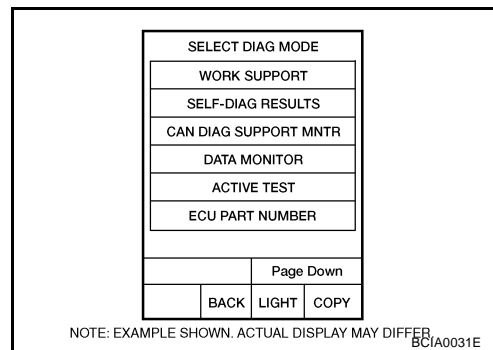 SELECT DIAG MODE
WORK SUPPORT
SELF-DIAG RESULTS
CAN DIAG SUPPORT MNTR
DATA MONITOR
ACTIVE TEST
ECU PART NUMBER
Page Down
BACK LIGHT COPY
NOTE: EXAMPLE SHOWN. ACTUAL DISPLAY MAY DIFFER.
BCIA0031E